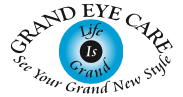 GRAND EYE CARE
Life
Is
Grand
See Your Grand New Style